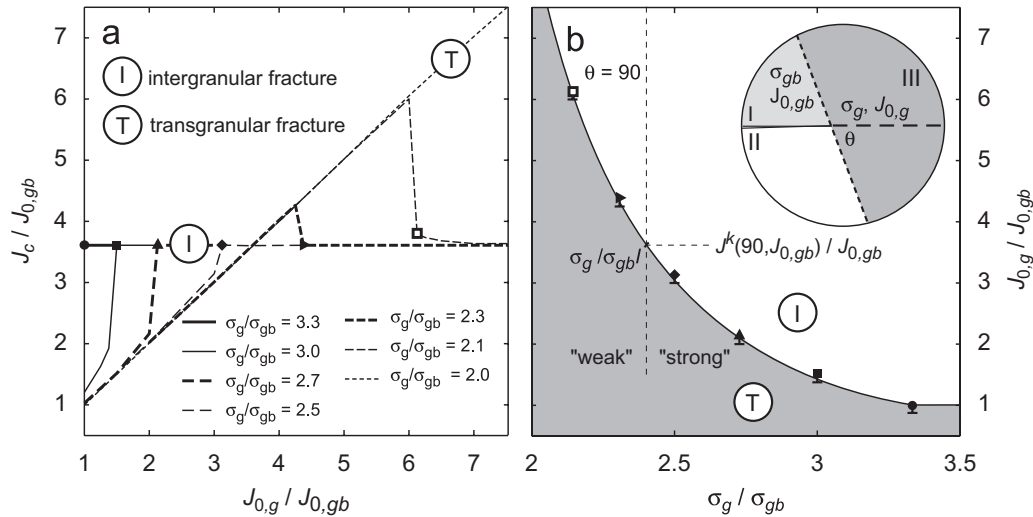 a
I intergranular fracture
T transgranular fracture
T
I
σg/σgb = 3.3
σg/σgb = 3.0
σg/σgb = 2.7
σg/σgb = 2.5
σg/σgb = 2.3
σg/σgb = 2.1
σg/σgb = 2.0
7
6
5
4
3
2
1
Jc / J0,gb
1 2 3 4 5 6 7
J0,g / J0,gb
b
θ = 90
σgb
J0,gb
I
II
III
σg, J0,g
θ
σg /σgbl
Jk(90,J0,gb) / J0,gb
I
"weak" "strong"
T
7
6
5
4
3
2
1
J0,g / J0,gb
2 2.5 3 3.5
σg / σgb